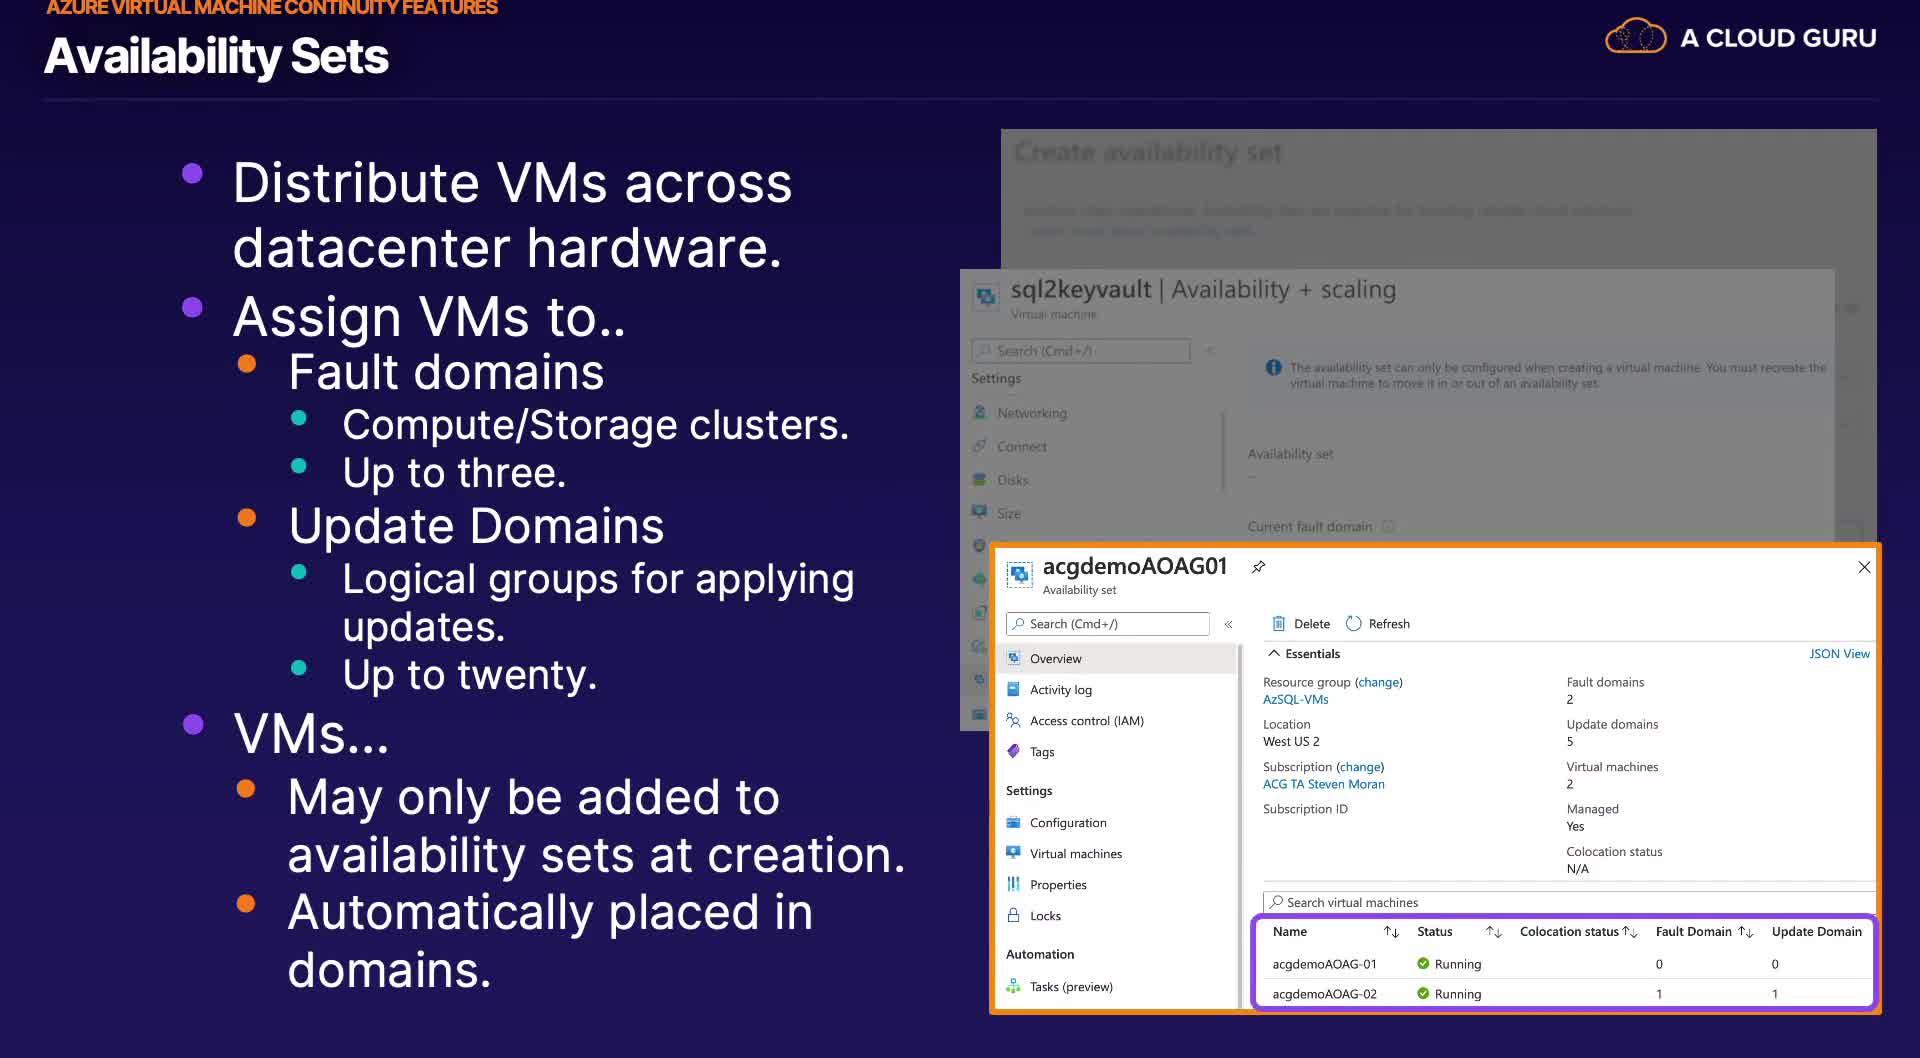 AZURE VIRTUAL MACHINE CONTINUITY FEATURES
Availability Sets
A CLOUD GURU
Distribute VMs across
datacenter hardware.
Assign VMs to..
Fault domains
Compute/Storage clusters.
Up to three.
Update Domains
Logical groups for applying
updates.
Up to twenty.
VMs...
May only be added to
availability sets at creation.
Automatically placed in
domains.
Create availability set
sql2keyvault | Availability + scaling
Virtual machine
Search (Cmd+/)
Settings
Networking
Connect
Disks
Size
The availability set can only be configured when creating a virtual machine. You must recreate the
virtual machine to move it in or out of an availability set.
Availability set
--
Current fault domain
acgdemoAOAG01
Availability set
Search (Cmd+/)
Overview
Activity log
Access control (IAM)
Tags
Settings
Configuration
Virtual machines
Properties
Locks
Automation
Tasks (preview)
Delete Refresh
Essentials JSON View
Resource group (change)
AzSQL-VMs
Location
West US 2
Subscription (change)
ACG TA Steven Moran
Subscription ID
Fault domains
2
Update domains
5
Virtual machines
2
Managed
Yes
Colocation status
N/A
Search virtual machines
Name Status Colocation status Fault Domain Update Domain
acgdemoAOAG-01 Running 0 0
acgdemoAOAG-02 Running 1 1